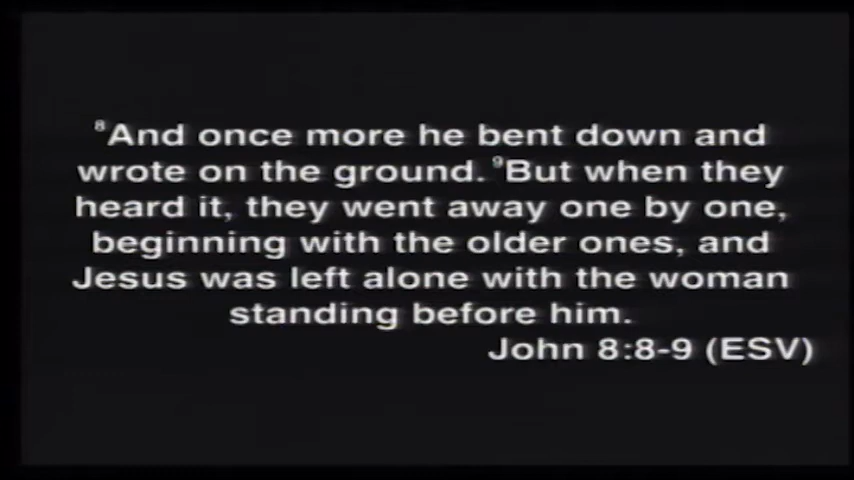 ⁸And once more he bent down and
wrote on the ground. ⁹But when they
heard it, they went away one by one,
beginning with the older ones, and
Jesus was left alone with the woman
standing before him.
John 8:8-9 (ESV)